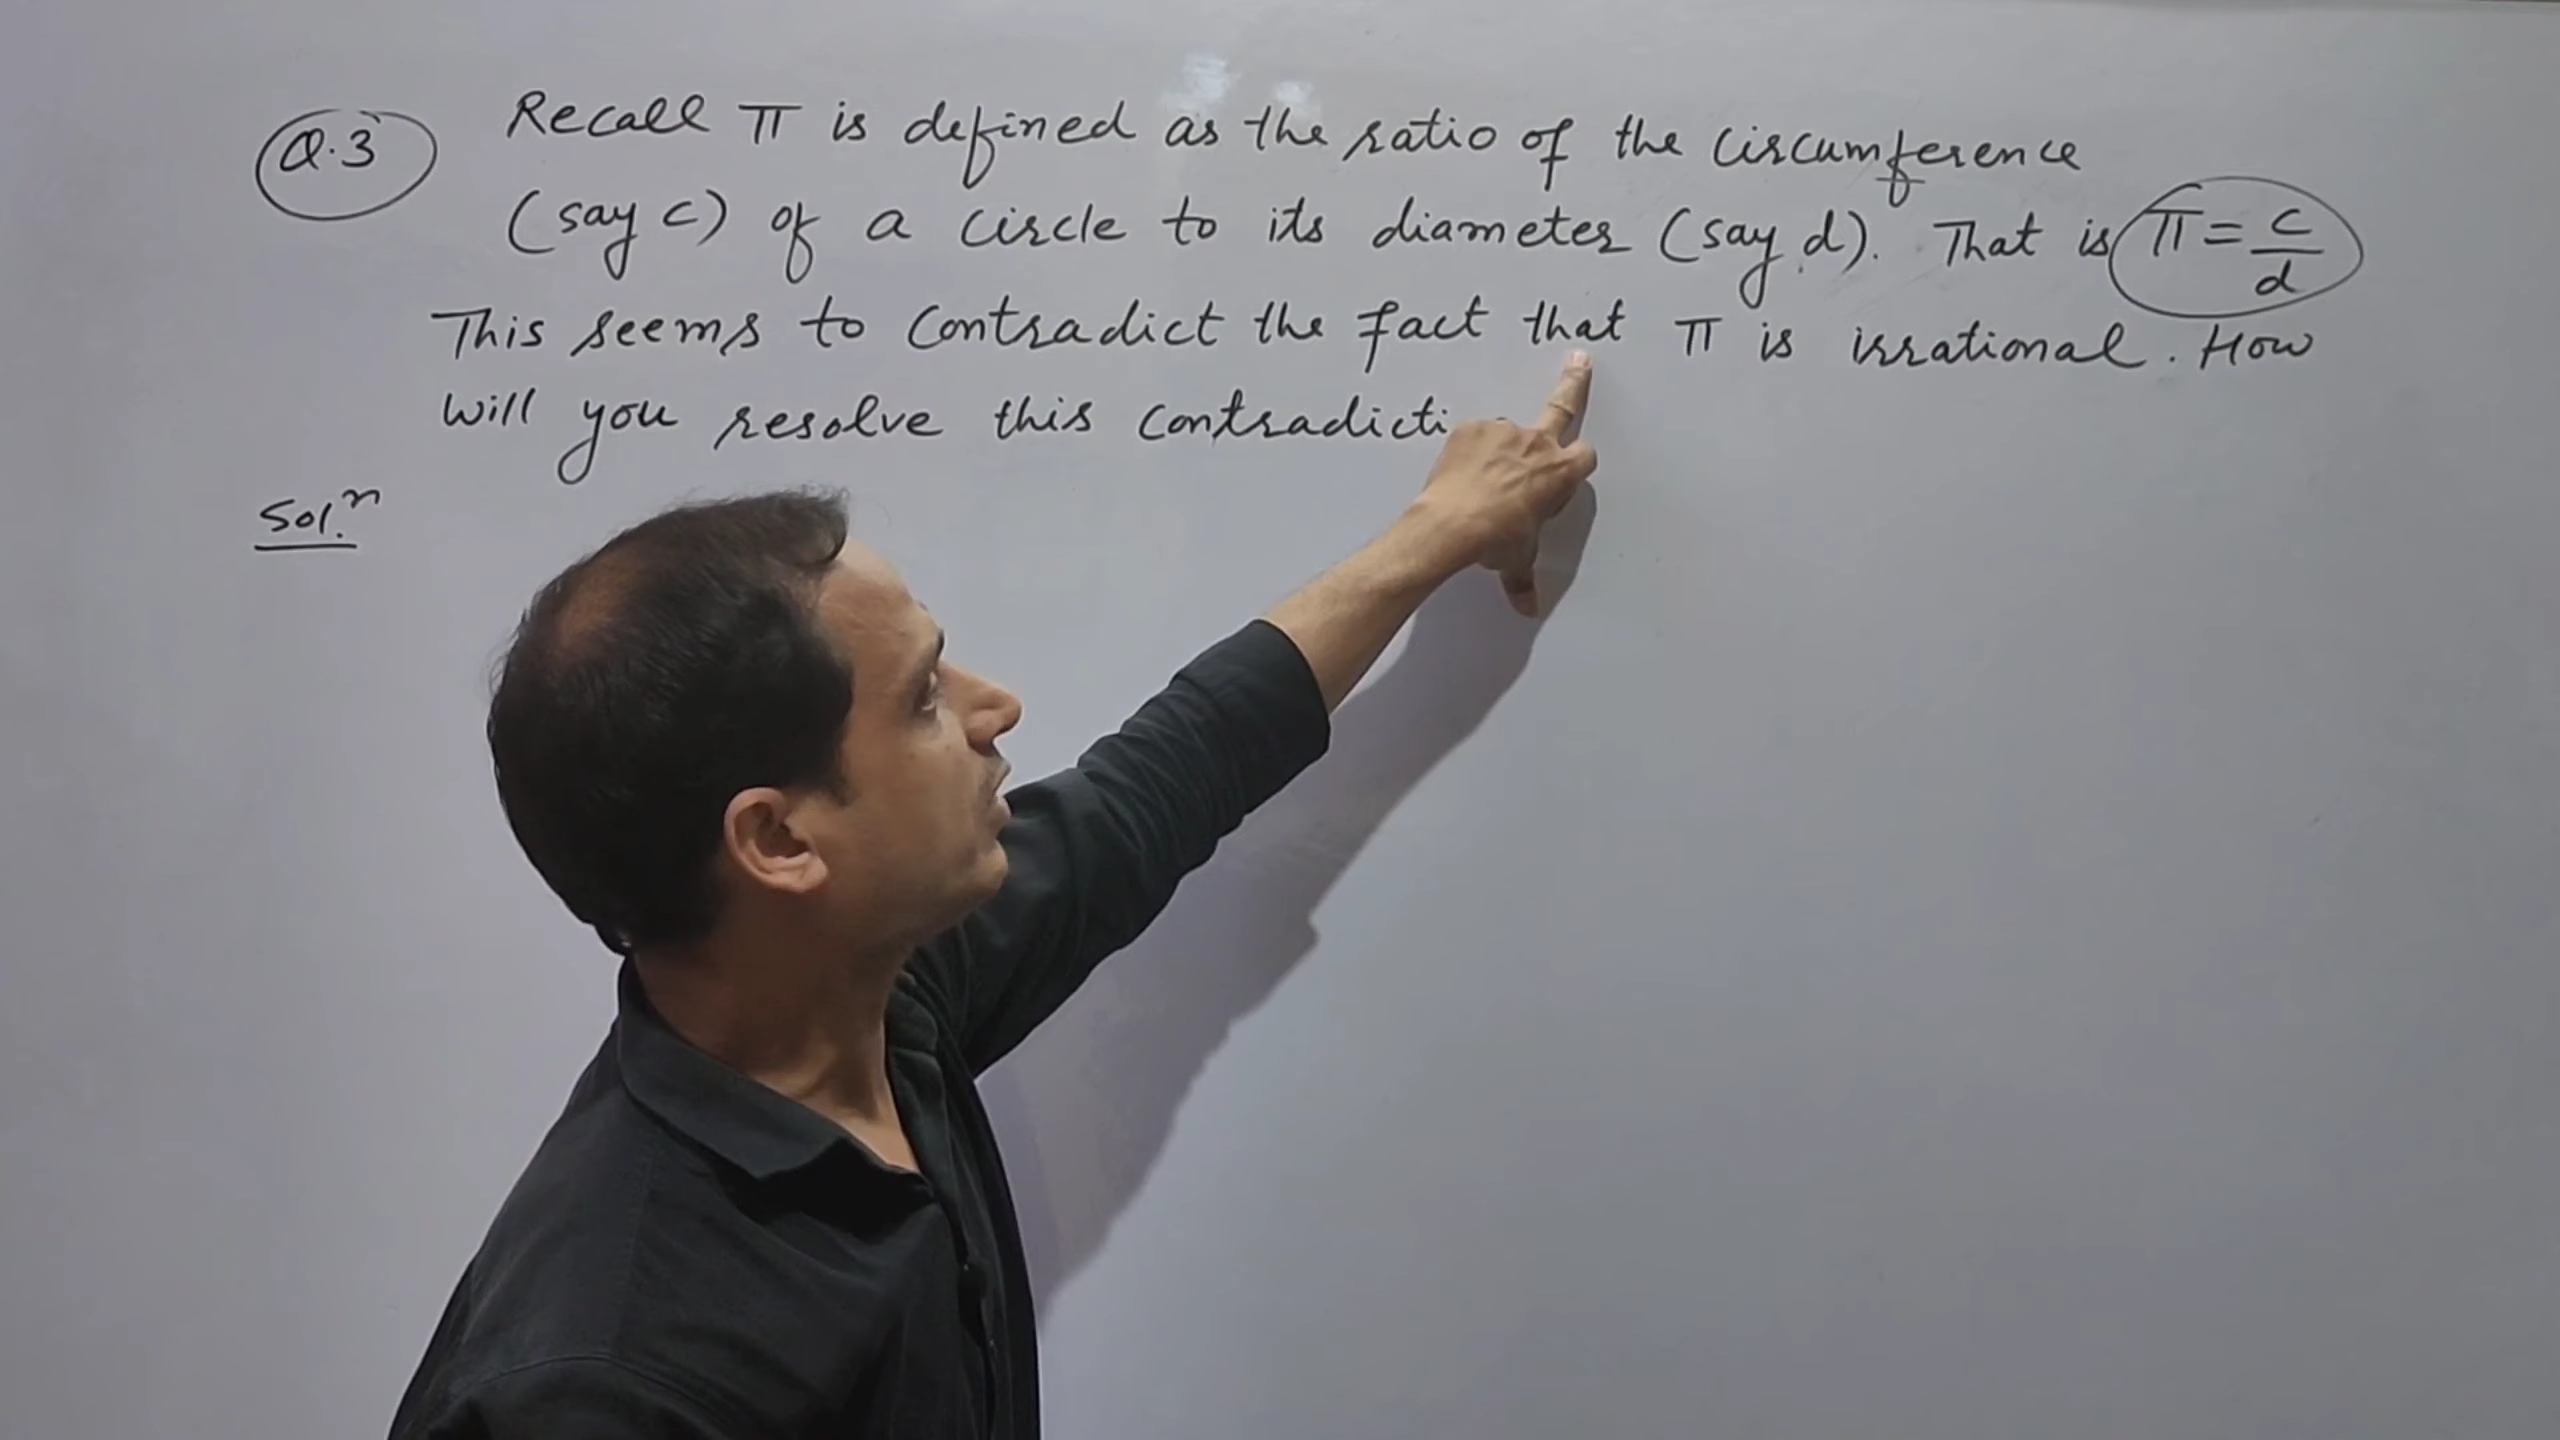 Q.3 Recall π is defined as the ratio of the circumference
(say c) of a circle to its diameter (say d). That is π = c/d
This seems to contradict the fact that π is irrational. How
will you resolve this contradicti
Sol.ⁿ